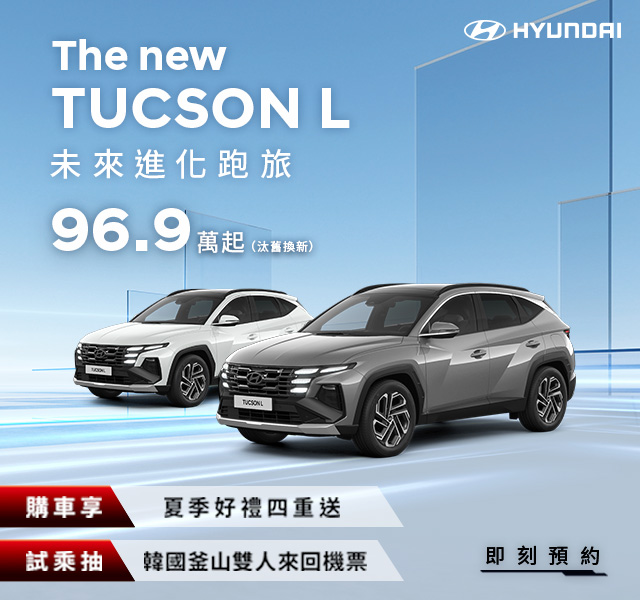 HYUNDAI
The new
TUCSON L
未來進化跑旅
96.9萬起(汰舊換新)
TUCSON L
TUCSON L
購車享 夏季好禮四重送
試乘抽 韓國釜山雙人來回機票
即刻預約